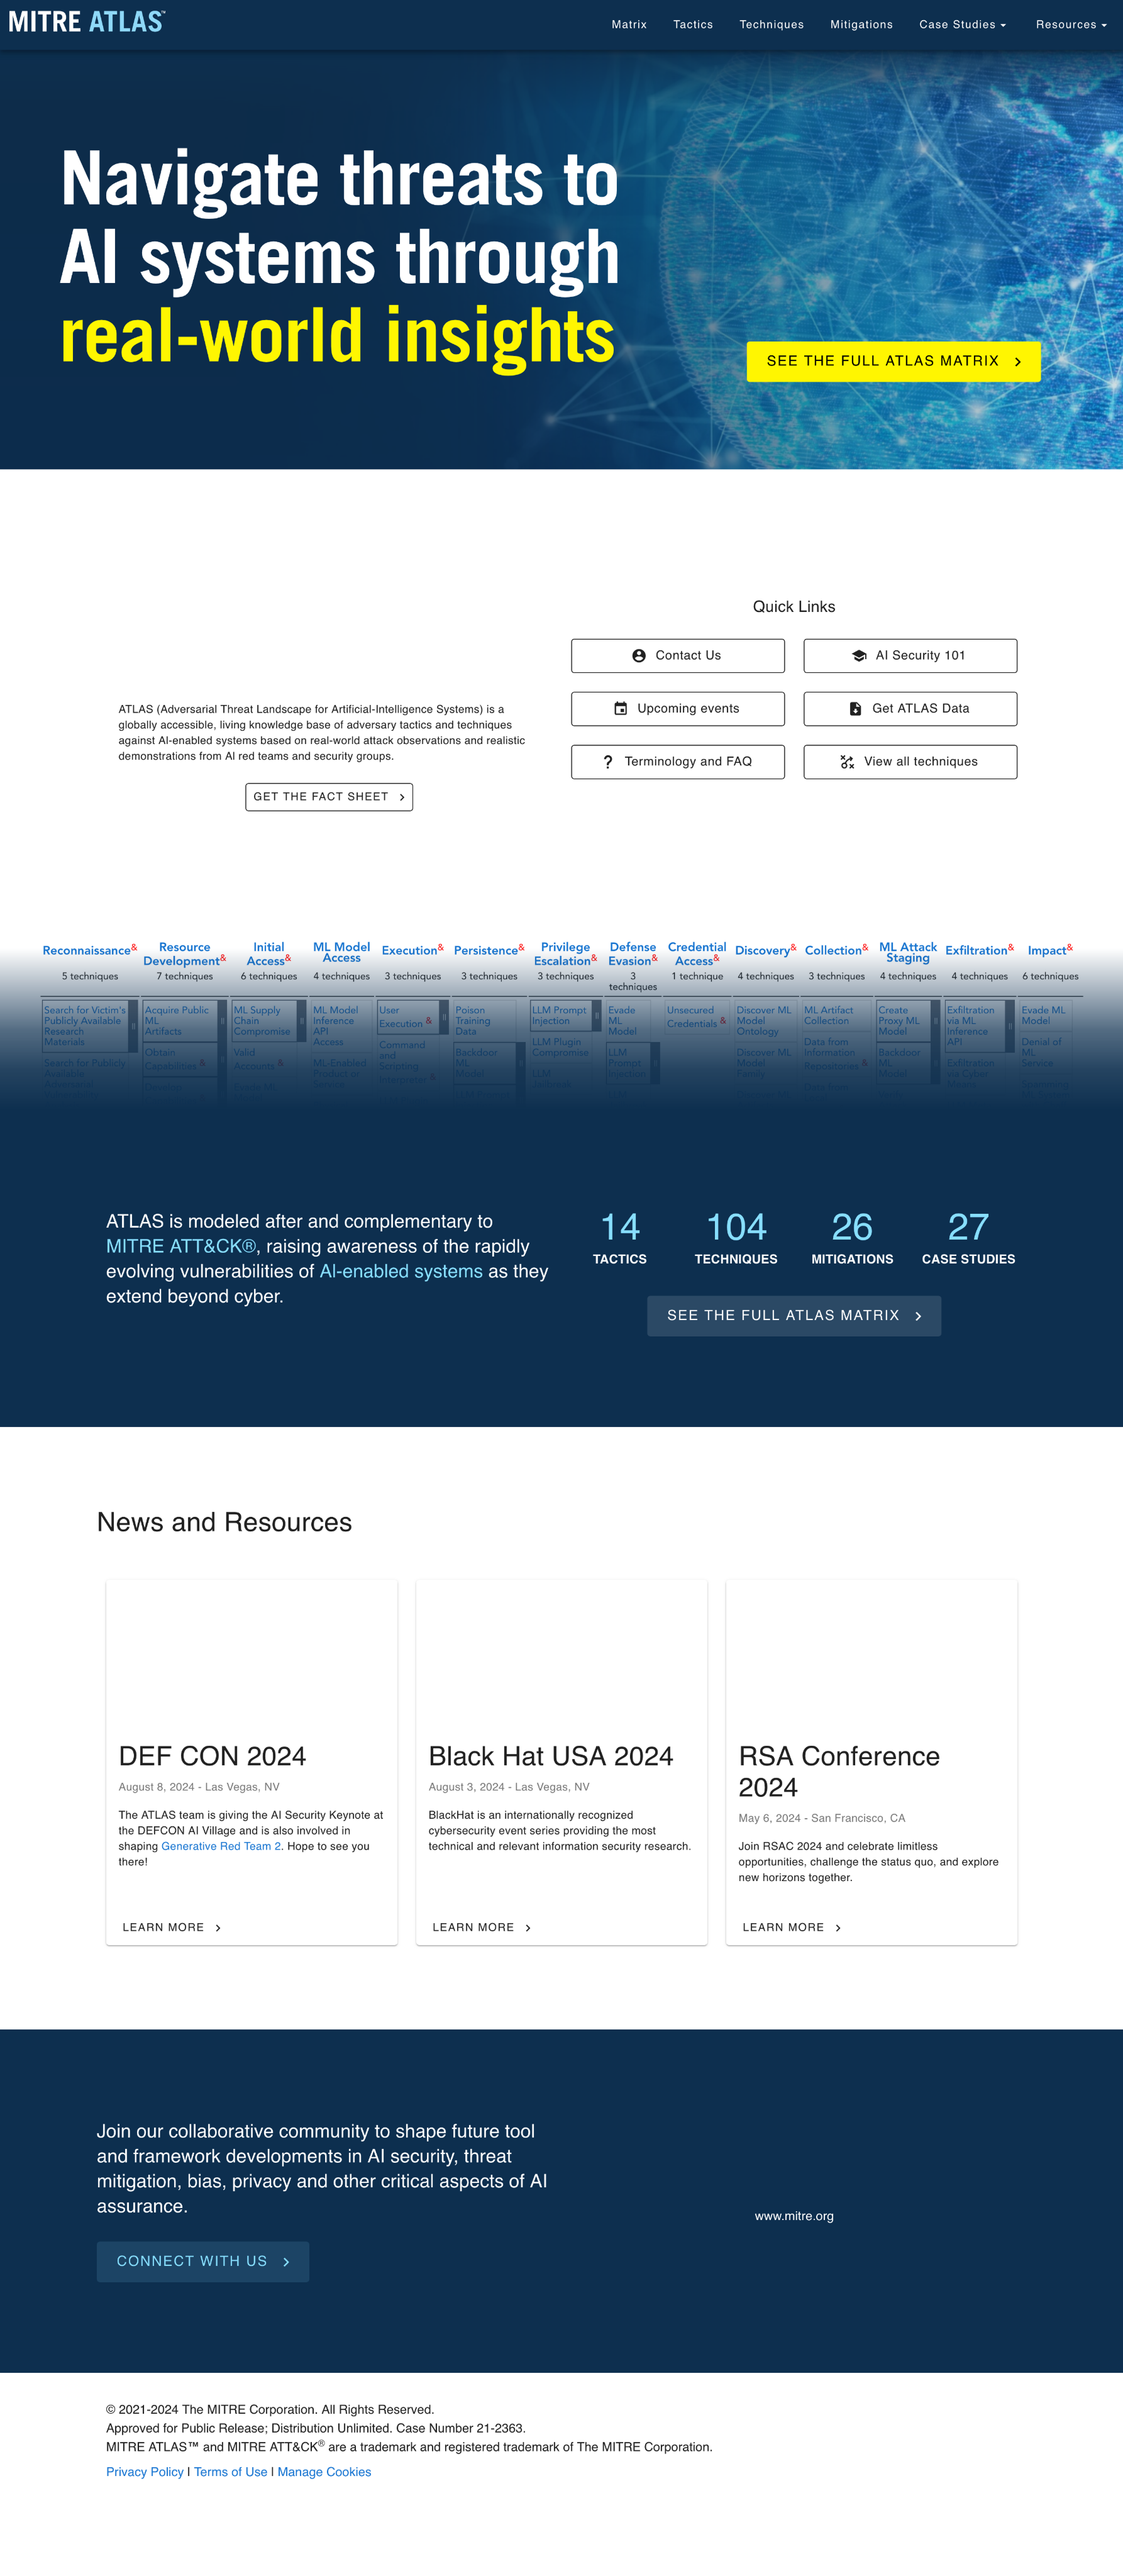 MITRE ATLAS™
Matrix Tactics Techniques Mitigations Case Studies Resources
Navigate threats to
AI systems through
real-world insights
SEE THE FULL ATLAS MATRIX
ATLAS (Adversarial Threat Landscape for Artificial-Intelligence Systems) is a
globally accessible, living knowledge base of adversary tactics and techniques
against AI-enabled systems based on real-world attack observations and realistic
demonstrations from AI red teams and security groups.
GET THE FACT SHEET
Quick Links
Contact Us
AI Security 101
Upcoming events
Get ATLAS Data
Terminology and FAQ
View all techniques
Reconnaissance&
5 techniques
Search for Victim's
Publicly Available
Research
Materials
Search for Publicly
Available
Adversarial
Resource
Development&
7 techniques
Acquire Public
ML
Artifacts
Obtain
Capabilities &
Develop
Initial
Access&
6 techniques
ML Supply
Chain
Compromise
Valid
Accounts &
Evade ML
ML Model
Access
4 techniques
ML Model
Inference
API
Access
ML-Enabled
Product or
Service
Execution&
3 techniques
User
Execution &
Command
and
Scripting
Interpreter &
Persistence&
3 techniques
Poison
Training
Data
Backdoor
ML
Model
LLM Prompt
Privilege
Escalation&
3 techniques
LLM Prompt
Injection
LLM Plugin
Compromise
LLM
Jailbreak
Defense
Evasion&
3
techniques
Evade
ML
Model
LLM
Prompt
Injection
LLM
Credential
Access&
1 technique
Unsecured
Credentials &
Discovery&
4 techniques
Discover ML
Model
Ontology
Discover ML
Model
Family
Collection&
3 techniques
ML Artifact
Collection
Data from
Information
Repositories &
ML Attack
Staging
4 techniques
Create
Proxy ML
Model
Backdoor
ML
Model
Exfiltration&
4 techniques
Exfiltration
via ML
Inference
API
Exfiltration
via Cyber
Means
Impact&
6 techniques
Evade ML
Model
Denial of
ML
Service
ATLAS is modeled after and complementary to
MITRE ATT&CK®, raising awareness of the rapidly
evolving vulnerabilities of AI-enabled systems as they
extend beyond cyber.
14 104 26 27
TACTICS TECHNIQUES MITIGATIONS CASE STUDIES
SEE THE FULL ATLAS MATRIX
News and Resources
DEF CON 2024
August 8, 2024 - Las Vegas, NV
The ATLAS team is giving the AI Security Keynote at
the DEFCON AI Village and is also involved in
shaping Generative Red Team 2. Hope to see you
there!
LEARN MORE
Black Hat USA 2024
August 3, 2024 - Las Vegas, NV
BlackHat is an internationally recognized
cybersecurity event series providing the most
technical and relevant information security research.
LEARN MORE
RSA Conference
2024
May 6, 2024 - San Francisco, CA
Join RSAC 2024 and celebrate limitless
opportunities, challenge the status quo, and explore
new horizons together.
LEARN MORE
Join our collaborative community to shape future tool
and framework developments in AI security, threat
mitigation, bias, privacy and other critical aspects of AI
assurance.
CONNECT WITH US
www.mitre.org
© 2021-2024 The MITRE Corporation. All Rights Reserved.
Approved for Public Release; Distribution Unlimited. Case Number 21-2363.
MITRE ATLAS™ and MITRE ATT&CK® are a trademark and registered trademark of The MITRE Corporation.
Privacy Policy | Terms of Use | Manage Cookies